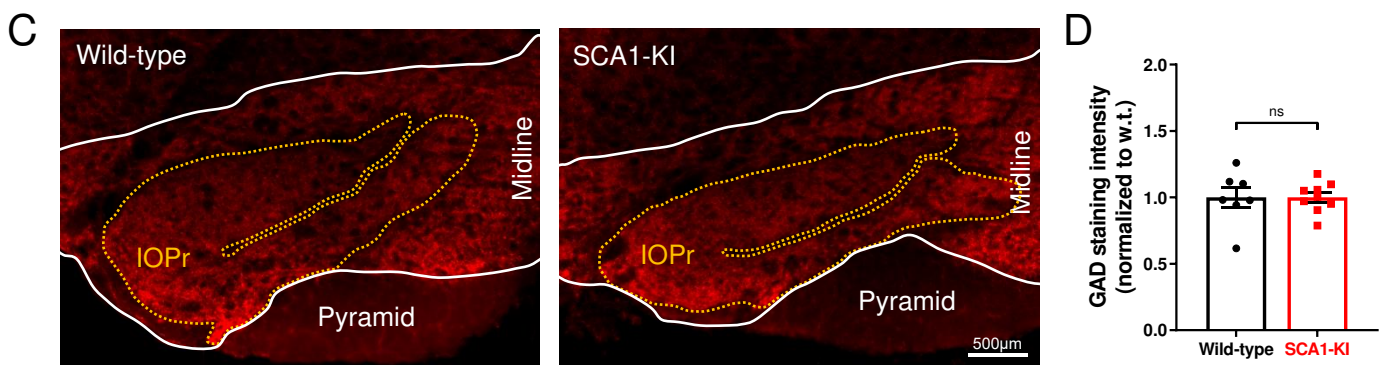 C
Wild-type
IOPr
Pyramid
Midline
SCA1-KI
IOPr
Pyramid
Midline
500µm
D
GAD staining intensity
(normalized to w.t.)
2.0
1.5
1.0
0.5
0.0
ns
Wild-type
SCA1-KI